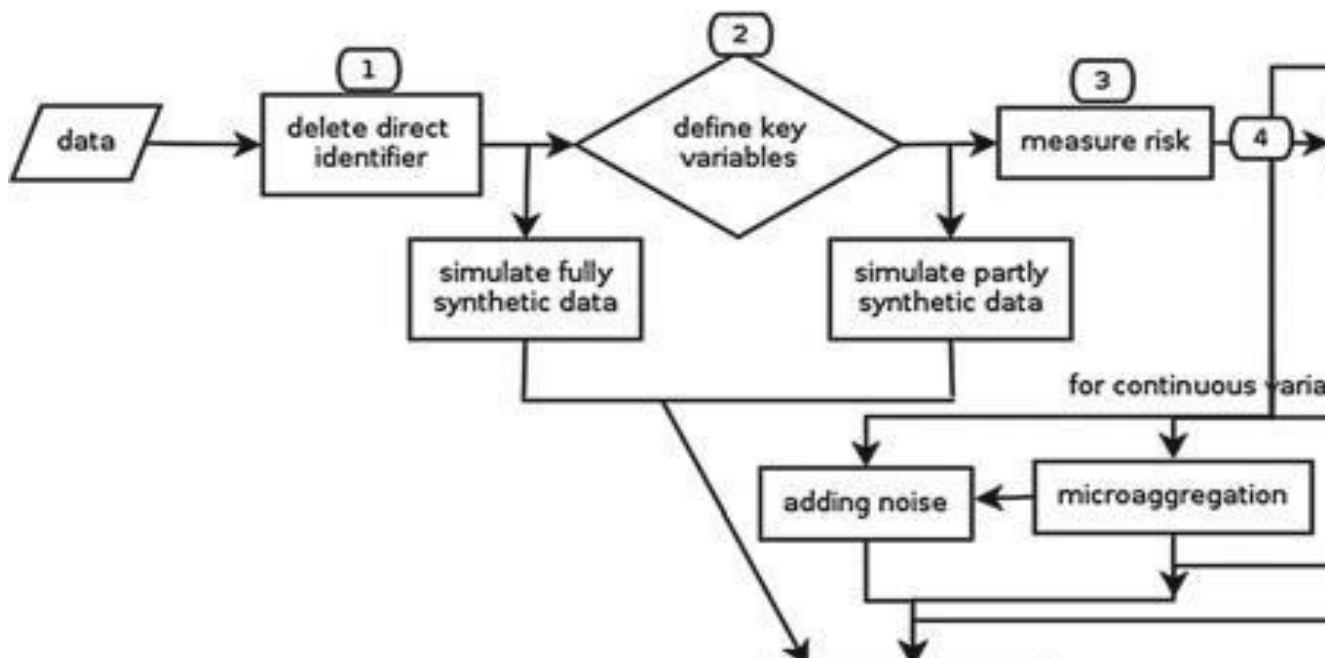 1
2
3
4
data
delete direct
identifier
define key
variables
measure risk
simulate fully
synthetic data
simulate partly
synthetic data
for continuous varia
adding noise
microaggregation